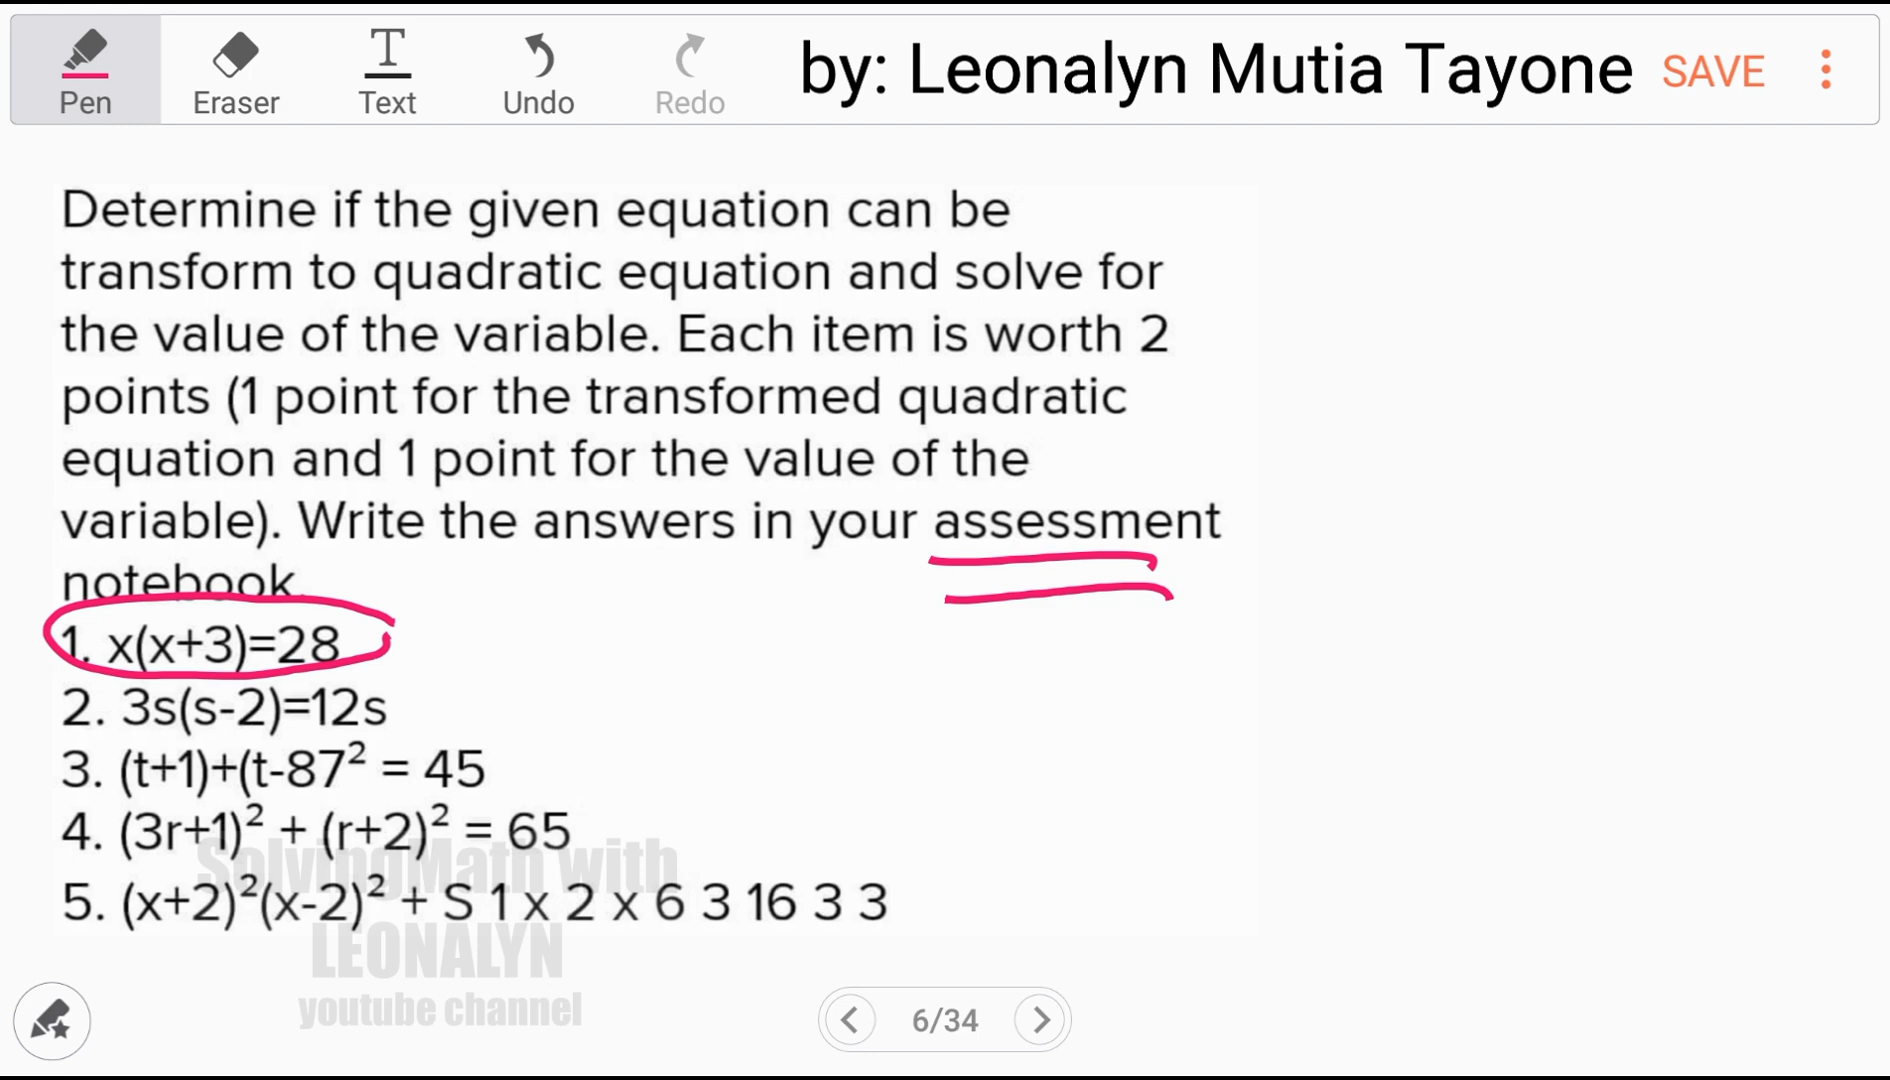 Pen
Eraser
Text
Undo
Redo
by: Leonalyn Mutia Tayone
SAVE
Determine if the given equation can be
transform to quadratic equation and solve for
the value of the variable. Each item is worth 2
points (1 point for the transformed quadratic
equation and 1 point for the value of the
variable). Write the answers in your assessment
notebook.
1. x(x+3)=28
2. 3s(s-2)=12s
3. (t+1)+(t-87² = 45
4. (3r+1)² + (r+2)² = 65
5. (x+2)²(x-2)² + S 1 x 2 x 6 3 16 3 3
SolvingMath with
LEONALYN
youtube channel
6/34